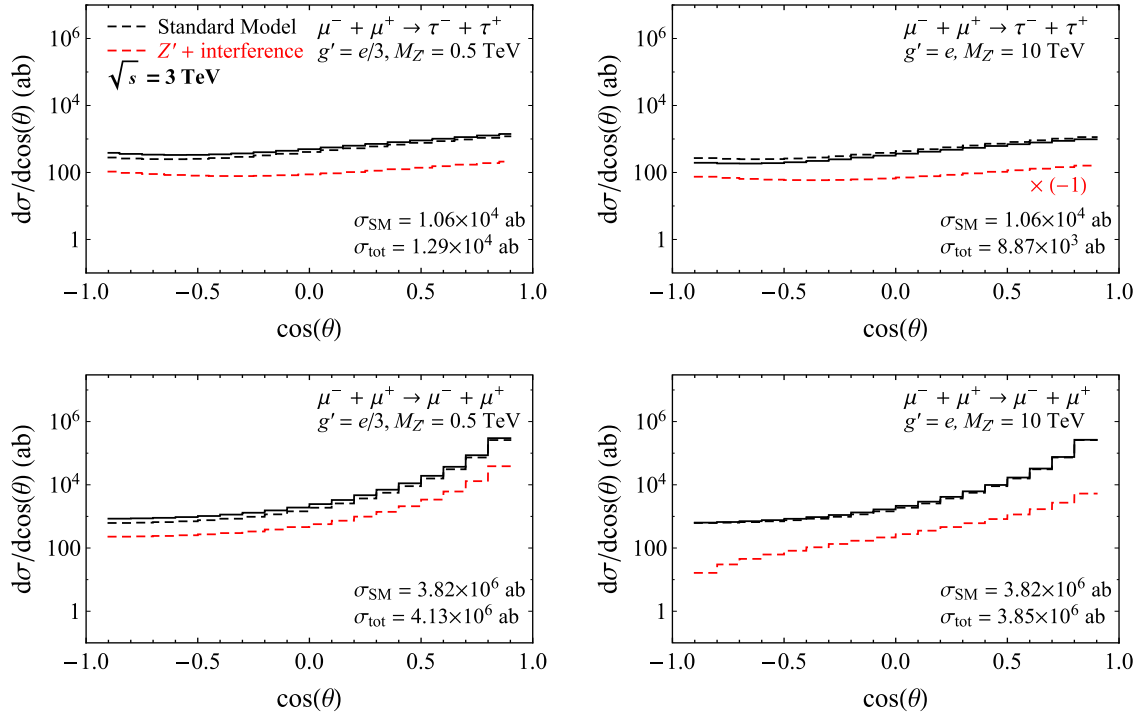 Standard Model
Z′ + interference
√s = 3 TeV
μ⁻ + μ⁺ → τ⁻ + τ⁺
g′ = e/3, M_Z′ = 0.5 TeV
dσ/dcos(θ) (ab)
10⁶
10⁴
100
1
σ_SM = 1.06×10⁴ ab
σ_tot = 1.29×10⁴ ab
−1.0 −0.5 0.0 0.5 1.0
cos(θ)
μ⁻ + μ⁺ → τ⁻ + τ⁺
g′ = e, M_Z′ = 10 TeV
dσ/dcos(θ) (ab)
10⁶
10⁴
100
1
× (−1)
σ_SM = 1.06×10⁴ ab
σ_tot = 8.87×10³ ab
−1.0 −0.5 0.0 0.5 1.0
cos(θ)
μ⁻ + μ⁺ → μ⁻ + μ⁺
g′ = e/3, M_Z′ = 0.5 TeV
dσ/dcos(θ) (ab)
10⁶
10⁴
100
1
σ_SM = 3.82×10⁶ ab
σ_tot = 4.13×10⁶ ab
−1.0 −0.5 0.0 0.5 1.0
cos(θ)
μ⁻ + μ⁺ → μ⁻ + μ⁺
g′ = e, M_Z′ = 10 TeV
dσ/dcos(θ) (ab)
10⁶
10⁴
100
1
σ_SM = 3.82×10⁶ ab
σ_tot = 3.85×10⁶ ab
−1.0 −0.5 0.0 0.5 1.0
cos(θ)